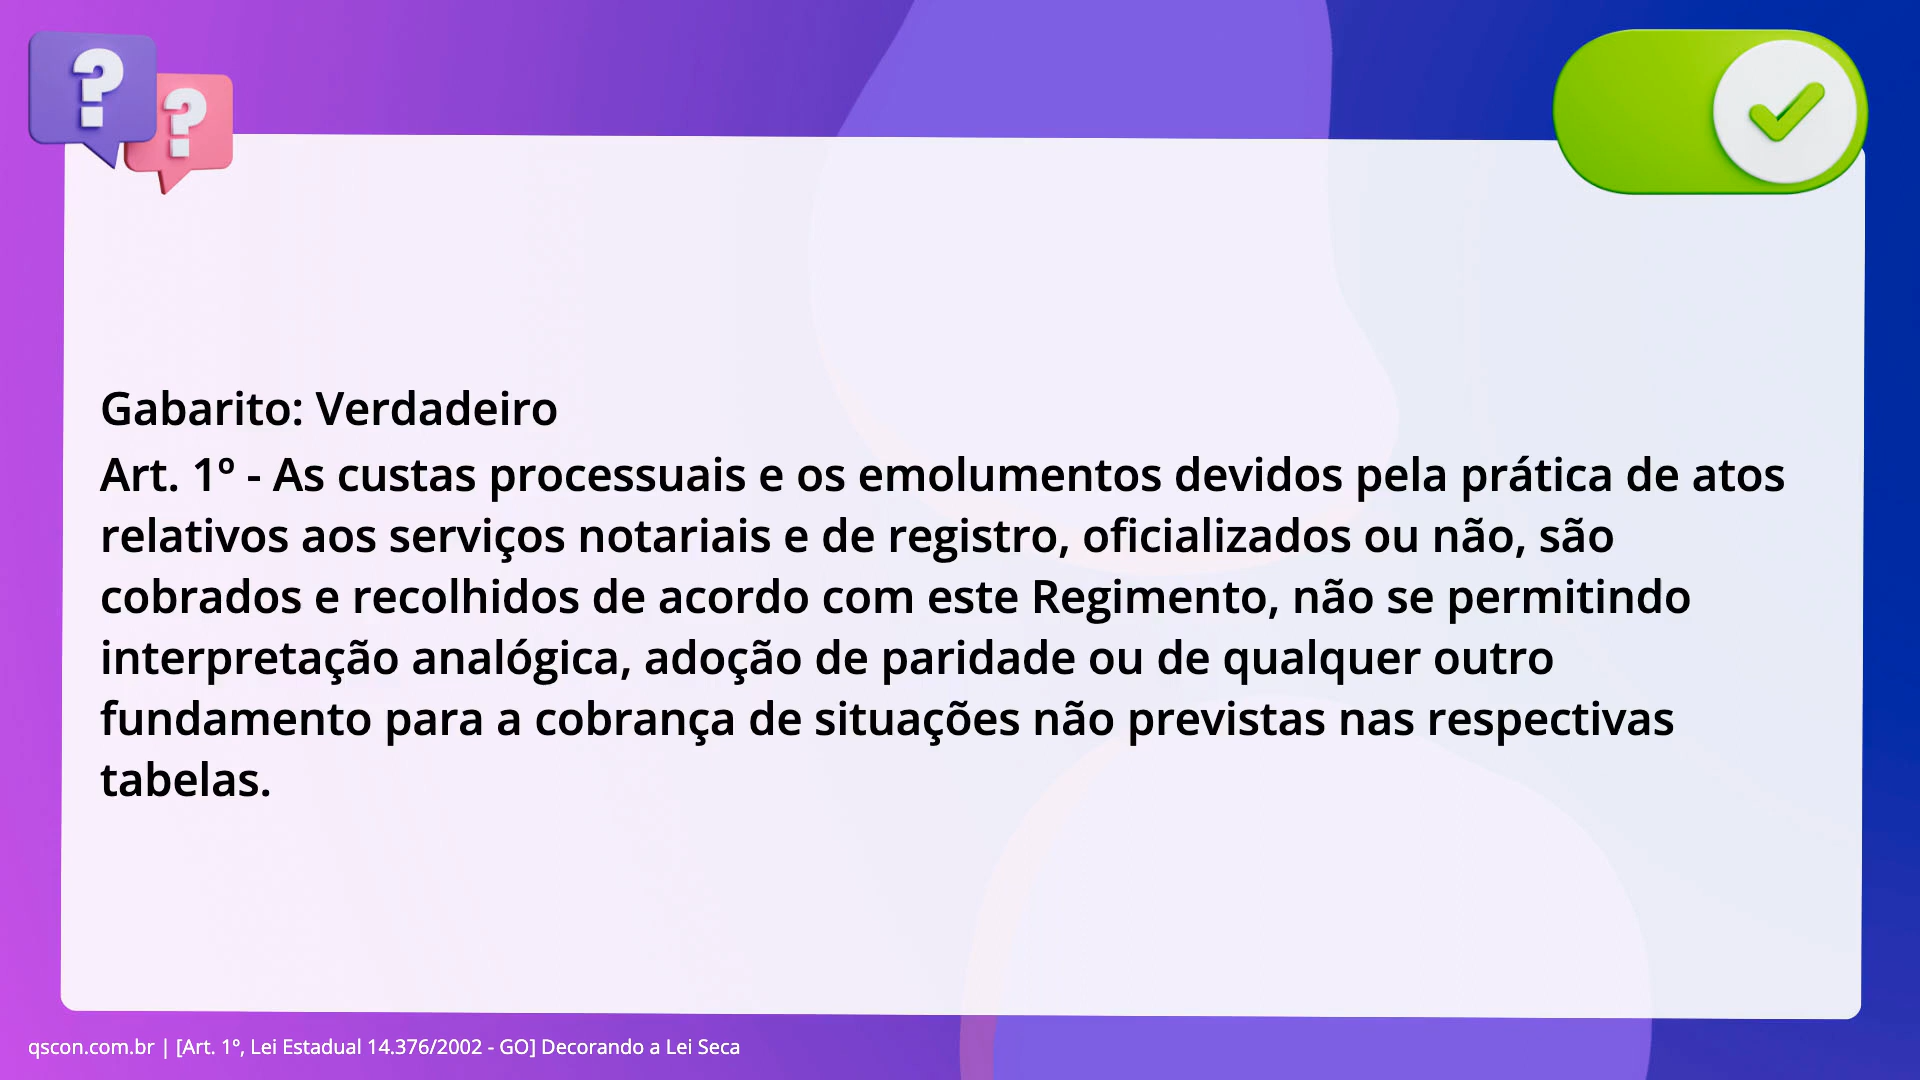 Gabarito: Verdadeiro
Art. 1º - As custas processuais e os emolumentos devidos pela prática de atos
relativos aos serviços notariais e de registro, oficializados ou não, são
cobrados e recolhidos de acordo com este Regimento, não se permitindo
interpretação analógica, adoção de paridade ou de qualquer outro
fundamento para a cobrança de situações não previstas nas respectivas
tabelas.
qscon.com.br | [Art. 1º, Lei Estadual 14.376/2002 - GO] Decorando a Lei Seca